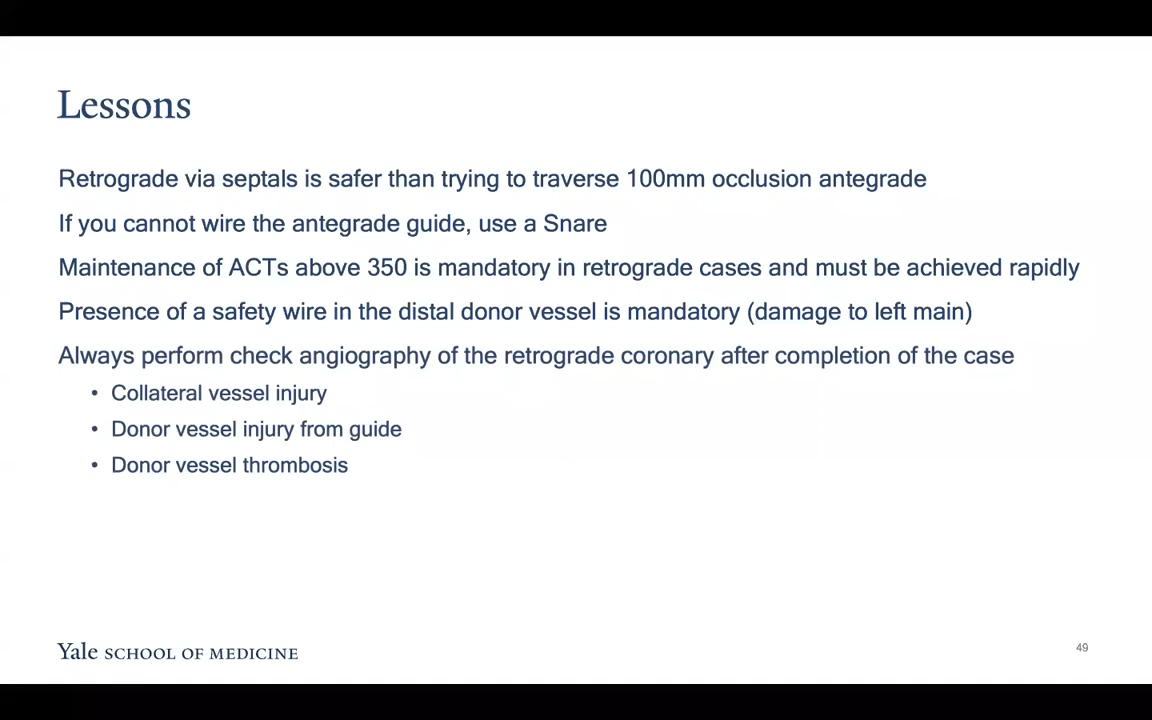 Lessons
Retrograde via septals is safer than trying to traverse 100mm occlusion antegrade
If you cannot wire the antegrade guide, use a Snare
Maintenance of ACTs above 350 is mandatory in retrograde cases and must be achieved rapidly
Presence of a safety wire in the distal donor vessel is mandatory (damage to left main)
Always perform check angiography of the retrograde coronary after completion of the case
• Collateral vessel injury
• Donor vessel injury from guide
• Donor vessel thrombosis
Yale SCHOOL OF MEDICINE
49